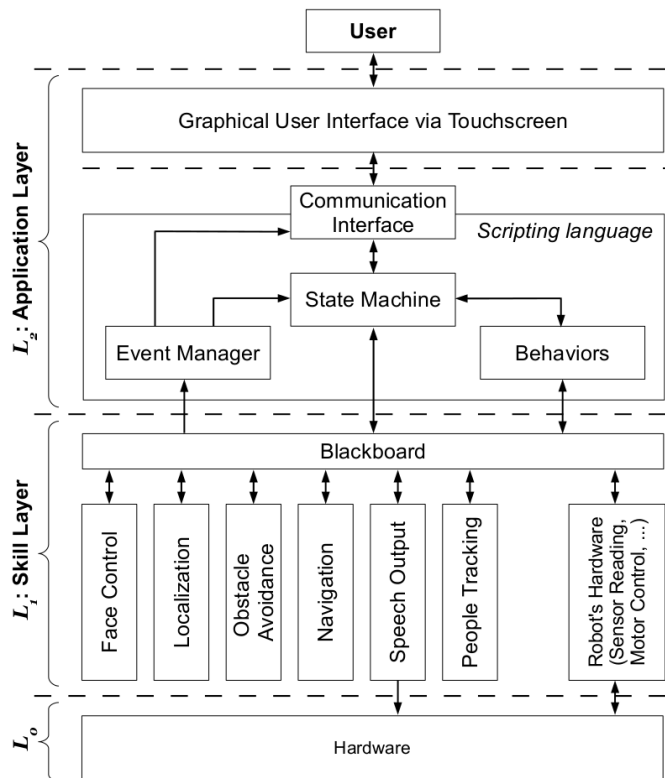 User
Graphical User Interface via Touchscreen
Communication
Interface
Scripting language
State Machine
Event Manager
Behaviors
L2: Application Layer
Blackboard
Face Control
Localization
Obstacle
Avoidance
Navigation
Speech Output
People Tracking
Robot's Hardware
(Sensor Reading,
Motor Control, ...)
L1: Skill Layer
Hardware
L0